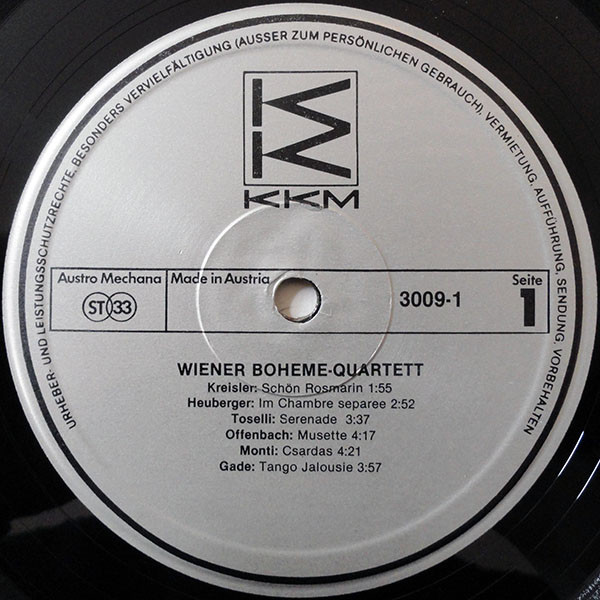 URHEBER- UND LEISTUNGSSCHUTZRECHTE, BESONDERS VERVIELFÄLTIGUNG (AUSSER ZUM PERSÖNLICHEN GEBRAUCH), VERMIETUNG, AUFFÜHRUNG, SENDUNG, VORBEHALTEN
KKM
Austro Mechana
Made in Austria
ST 33
3009-1
Seite
1
WIENER BOHEME-QUARTETT
Kreisler: Schön Rosmarin 1:55
Heuberger: Im Chambre separee 2:52
Toselli: Serenade 3:37
Offenbach: Musette 4:17
Monti: Csardas 4:21
Gade: Tango Jalousie 3:57